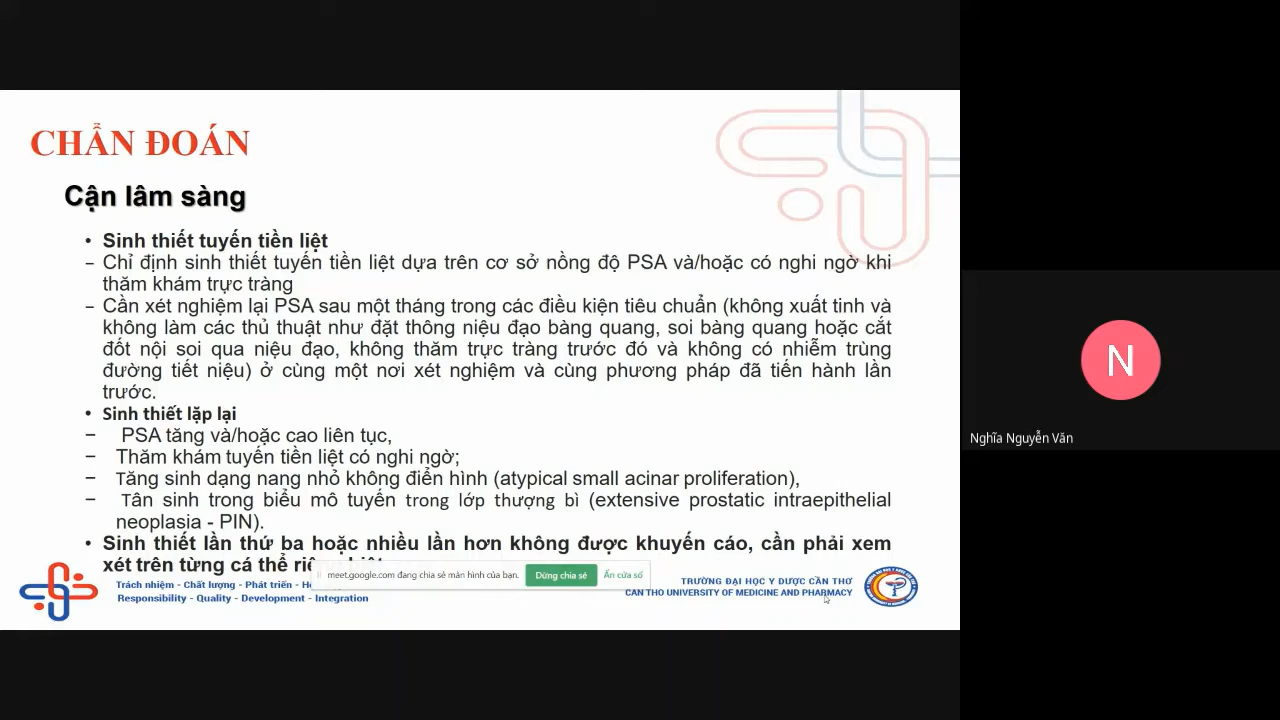 CHẨN ĐOÁN
Cận lâm sàng
• Sinh thiết tuyến tiền liệt
– Chỉ định sinh thiết tuyến tiền liệt dựa trên cơ sở nồng độ PSA và/hoặc có nghi ngờ khi
thăm khám trực tràng
– Cần xét nghiệm lại PSA sau một tháng trong các điều kiện tiêu chuẩn (không xuất tinh và
không làm các thủ thuật như đặt thông niệu đạo bàng quang, soi bàng quang hoặc cắt
đốt nội soi qua niệu đạo, không thăm trực tràng trước đó và không có nhiễm trùng
đường tiết niệu) ở cùng một nơi xét nghiệm và cùng phương pháp đã tiến hành lần
trước.
• Sinh thiết lặp lại
– PSA tăng và/hoặc cao liên tục,
– Thăm khám tuyến tiền liệt có nghi ngờ;
– Tăng sinh dạng nang nhỏ không điển hình (atypical small acinar proliferation),
– Tân sinh trong biểu mô tuyến trong lớp thượng bì (extensive prostatic intraepithelial
neoplasia - PIN).
• Sinh thiết lần thứ ba hoặc nhiều lần hơn không được khuyến cáo, cần phải xem
xét trên từng cá thể
meet.google.com đang chia sẻ màn hình của bạn.
Dừng chia sẻ
Ẩn cửa sổ
Trách nhiệm - Chất lượng - Phát triển -
Responsibility - Quality - Development - Integration
TRƯỜNG ĐẠI HỌC Y DƯỢC CẦN THƠ
CAN THO UNIVERSITY OF MEDICINE AND PHARMACY
N
Nghĩa Nguyễn Văn